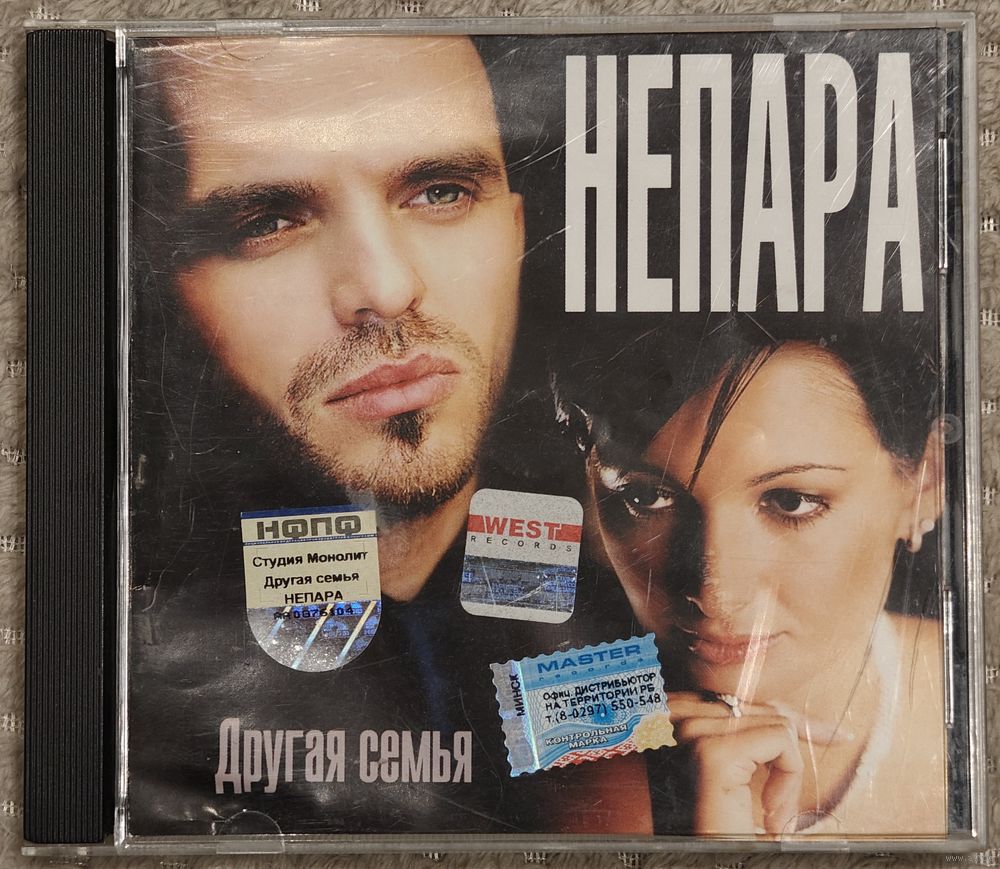 НЕПАРА
НФПФ
Студия Монолит
Другая семья
НЕПАРА
WEST
RECORDS
MASTER
records
МИНСК
Офиц. ДИСТРИБЬЮТОР
НА ТЕРРИТОРИИ РБ
Т.(8-0297) 550-548
КОНТРОЛЬНАЯ
МАРКА
Другая семья